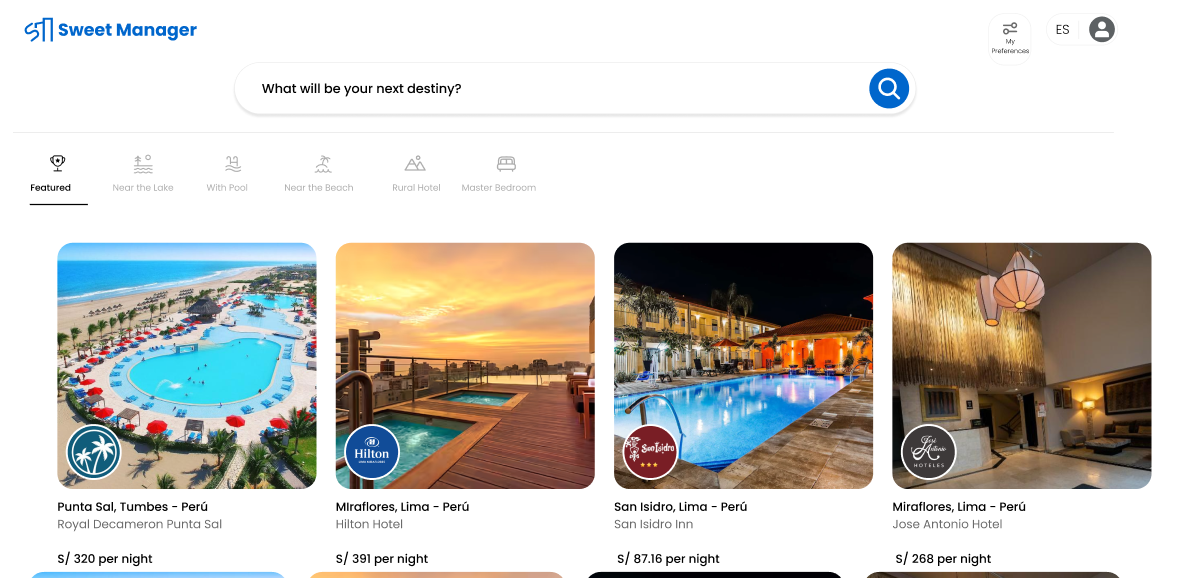 Sweet Manager
My
Preferences
ES
What will be your next destiny?
Featured
Near the Lake
With Pool
Near the Beach
Rural Hotel
Master Bedroom
Hilton
LIMA MIRAFLORES
San Isidro
José
Antonio
HOTELES
Punta Sal, Tumbes - Perú
Royal Decameron Punta Sal
S/ 320 per night
MIraflores, Lima - Perú
Hilton Hotel
S/ 391 per night
San Isidro, Lima - Perú
San Isidro Inn
S/ 87.16 per night
Miraflores, Lima - Perú
Jose Antonio Hotel
S/ 268 per night